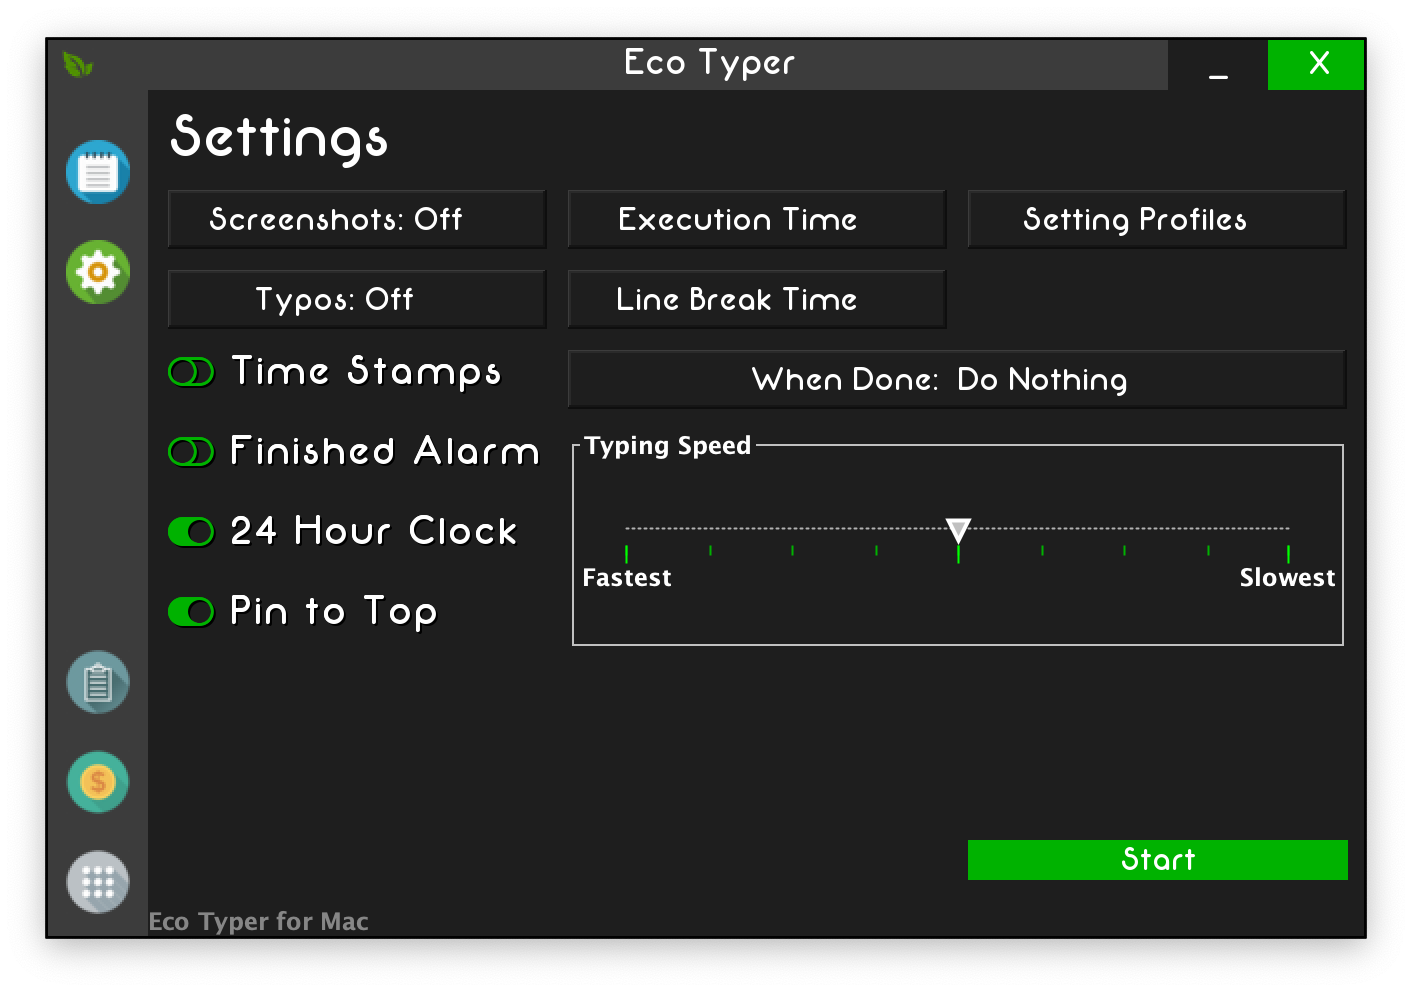 Eco Typer
_ X
Settings
Screenshots: Off
Execution Time
Setting Profiles
Typos: Off
Line Break Time
Time Stamps
When Done: Do Nothing
Finished Alarm
Typing Speed
24 Hour Clock
Fastest
Slowest
Pin to Top
$
Start
Eco Typer for Mac